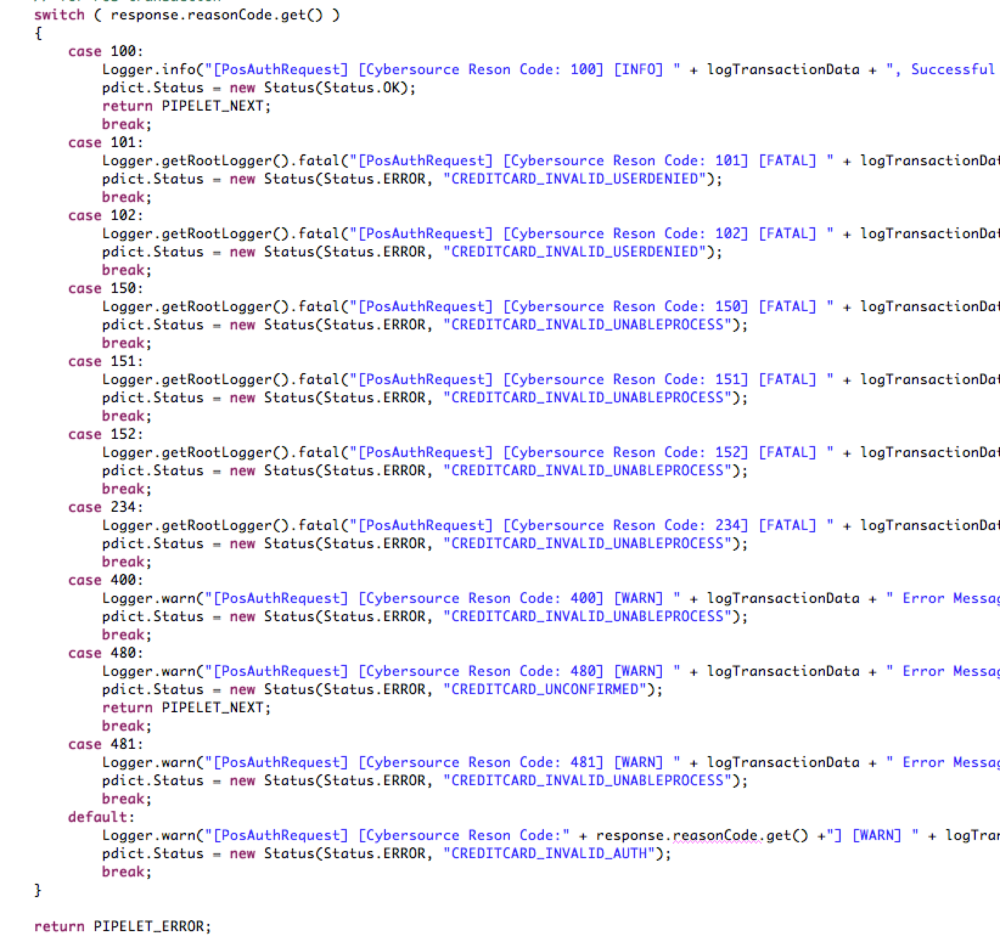 switch ( response.reasonCode.get() )
{
case 100:
Logger.info("[PosAuthRequest] [Cybersource Reson Code: 100] [INFO] " + logTransactionData + ", Successful
pdict.Status = new Status(Status.OK);
return PIPELET_NEXT;
break;
case 101:
Logger.getRootLogger().fatal("[PosAuthRequest] [Cybersource Reson Code: 101] [FATAL] " + logTransactionDat
pdict.Status = new Status(Status.ERROR, "CREDITCARD_INVALID_USERDENIED");
break;
case 102:
Logger.getRootLogger().fatal("[PosAuthRequest] [Cybersource Reson Code: 102] [FATAL] " + logTransactionDat
pdict.Status = new Status(Status.ERROR, "CREDITCARD_INVALID_USERDENIED");
break;
case 150:
Logger.getRootLogger().fatal("[PosAuthRequest] [Cybersource Reson Code: 150] [FATAL] " + logTransactionDat
pdict.Status = new Status(Status.ERROR, "CREDITCARD_INVALID_UNABLEPROCESS");
break;
case 151:
Logger.getRootLogger().fatal("[PosAuthRequest] [Cybersource Reson Code: 151] [FATAL] " + logTransactionDat
pdict.Status = new Status(Status.ERROR, "CREDITCARD_INVALID_UNABLEPROCESS");
break;
case 152:
Logger.getRootLogger().fatal("[PosAuthRequest] [Cybersource Reson Code: 152] [FATAL] " + logTransactionDat
pdict.Status = new Status(Status.ERROR, "CREDITCARD_INVALID_UNABLEPROCESS");
break;
case 234:
Logger.getRootLogger().fatal("[PosAuthRequest] [Cybersource Reson Code: 234] [FATAL] " + logTransactionDat
pdict.Status = new Status(Status.ERROR, "CREDITCARD_INVALID_UNABLEPROCESS");
break;
case 400:
Logger.warn("[PosAuthRequest] [Cybersource Reson Code: 400] [WARN] " + logTransactionData + " Error Messag
pdict.Status = new Status(Status.ERROR, "CREDITCARD_INVALID_UNABLEPROCESS");
break;
case 480:
Logger.warn("[PosAuthRequest] [Cybersource Reson Code: 480] [WARN] " + logTransactionData + " Error Messag
pdict.Status = new Status(Status.ERROR, "CREDITCARD_UNCONFIRMED");
return PIPELET_NEXT;
break;
case 481:
Logger.warn("[PosAuthRequest] [Cybersource Reson Code: 481] [WARN] " + logTransactionData + " Error Messag
pdict.Status = new Status(Status.ERROR, "CREDITCARD_INVALID_UNABLEPROCESS");
break;
default:
Logger.warn("[PosAuthRequest] [Cybersource Reson Code:" + response.reasonCode.get() +"] [WARN] " + logTran
pdict.Status = new Status(Status.ERROR, "CREDITCARD_INVALID_AUTH");
break;
}
return PIPELET_ERROR;